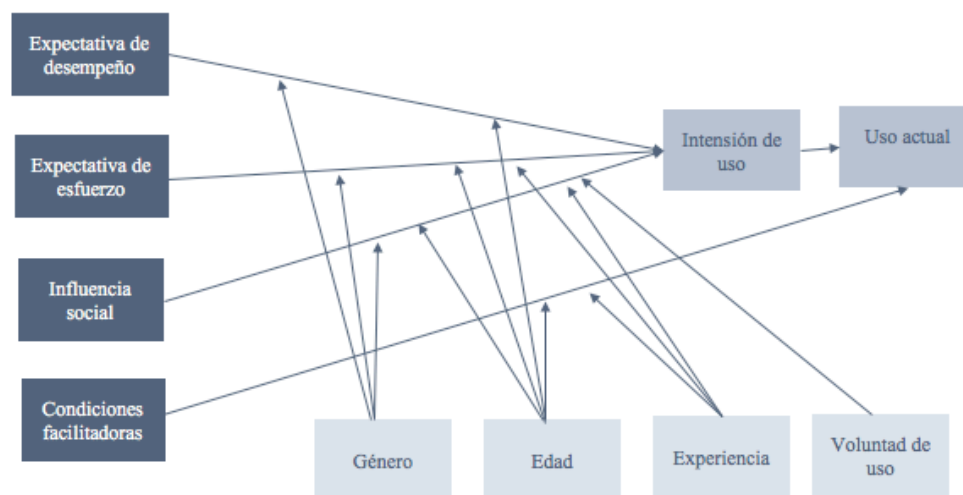 Expectativa de
desempeño
Expectativa de
esfuerzo
Influencia
social
Condiciones
facilitadoras
Intensión de
uso
Uso actual
Género
Edad
Experiencia
Voluntad de
uso